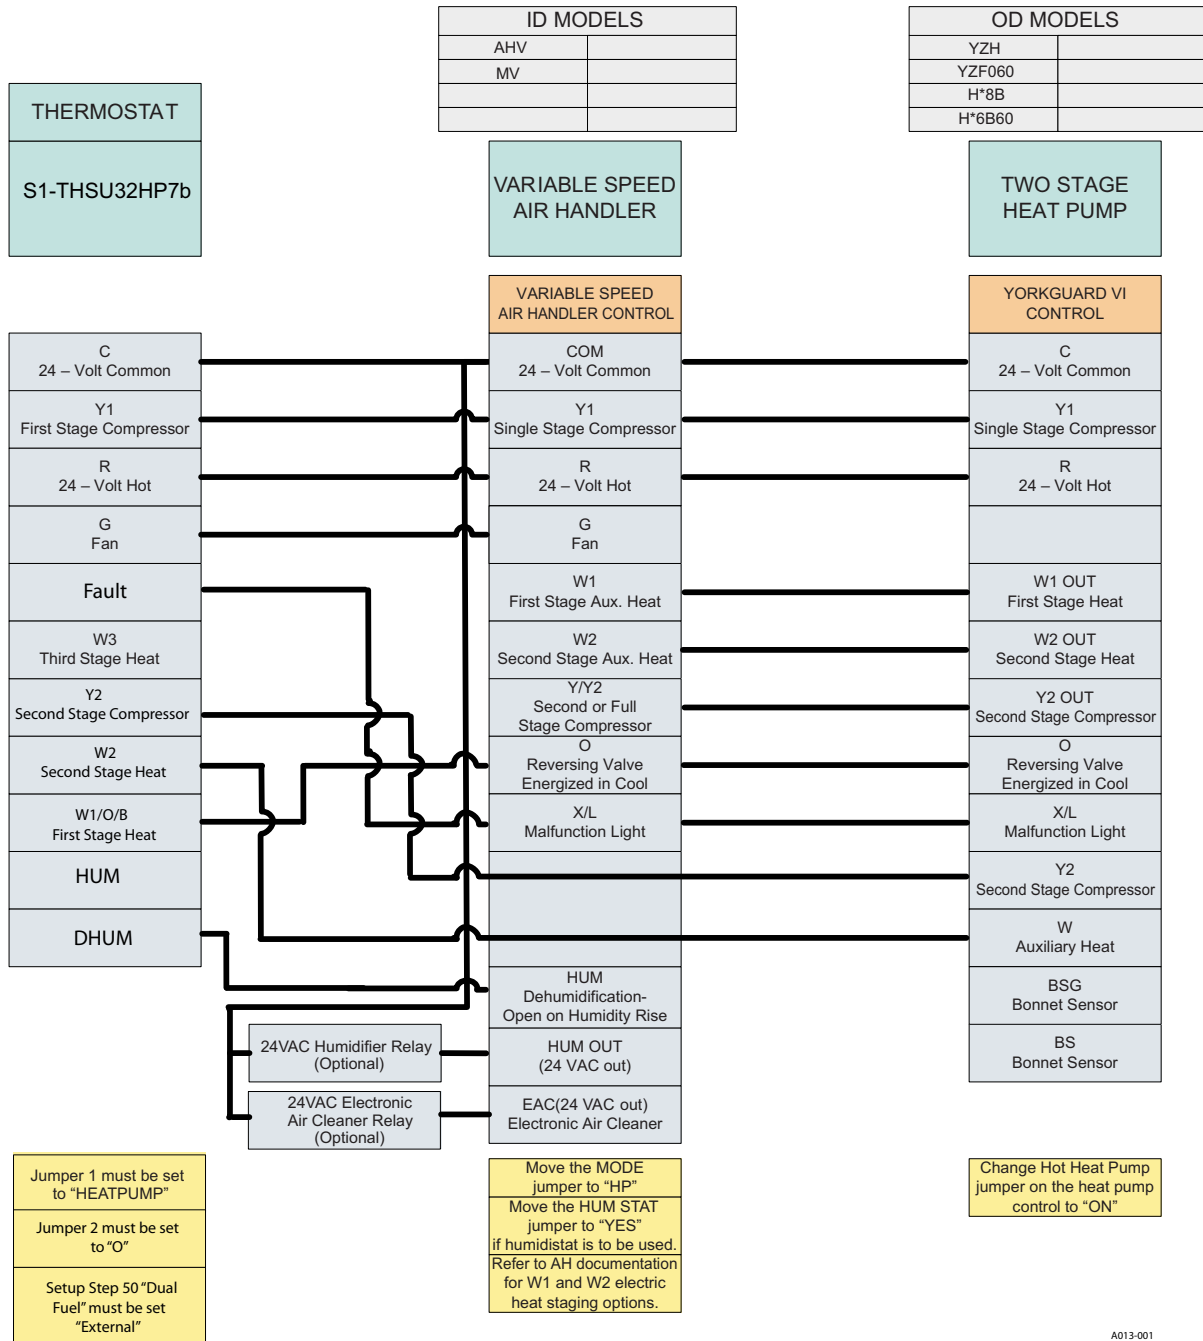 ID MODELS
AHV
MV
OD MODELS
YZH
YZF060
H*8B
H*6B60
THERMOSTAT
S1-THSU32HP7b
VARIABLE SPEED
AIR HANDLER
TWO STAGE
HEAT PUMP
VARIABLE SPEED
AIR HANDLER CONTROL
YORKGUARD VI
CONTROL
C
24 – Volt Common
Y1
First Stage Compressor
R
24 – Volt Hot
G
Fan
Fault
W3
Third Stage Heat
Y2
Second Stage Compressor
W2
Second Stage Heat
W1/O/B
First Stage Heat
HUM
DHUM
COM
24 – Volt Common
Y1
Single Stage Compressor
R
24 – Volt Hot
G
Fan
W1
First Stage Aux. Heat
W2
Second Stage Aux. Heat
Y/Y2
Second or Full
Stage Compressor
O
Reversing Valve
Energized in Cool
X/L
Malfunction Light
HUM
Dehumidification-
Open on Humidity Rise
HUM OUT
(24 VAC out)
EAC(24 VAC out)
Electronic Air Cleaner
24VAC Humidifier Relay
(Optional)
24VAC Electronic
Air Cleaner Relay
(Optional)
C
24 – Volt Common
Y1
Single Stage Compressor
R
24 – Volt Hot
W1 OUT
First Stage Heat
W2 OUT
Second Stage Heat
Y2 OUT
Second Stage Compressor
O
Reversing Valve
Energized in Cool
X/L
Malfunction Light
Y2
Second Stage Compressor
W
Auxiliary Heat
BSG
Bonnet Sensor
BS
Bonnet Sensor
Jumper 1 must be set
to “HEATPUMP”
Jumper 2 must be set
to “O”
Setup Step 50 “Dual
Fuel” must be set
“External”
Move the MODE
jumper to “HP”
Move the HUM STAT
jumper to “YES”
if humidistat is to be used.
Refer to AH documentation
for W1 and W2 electric
heat staging options.
Change Hot Heat Pump
jumper on the heat pump
control to “ON”
A013-001